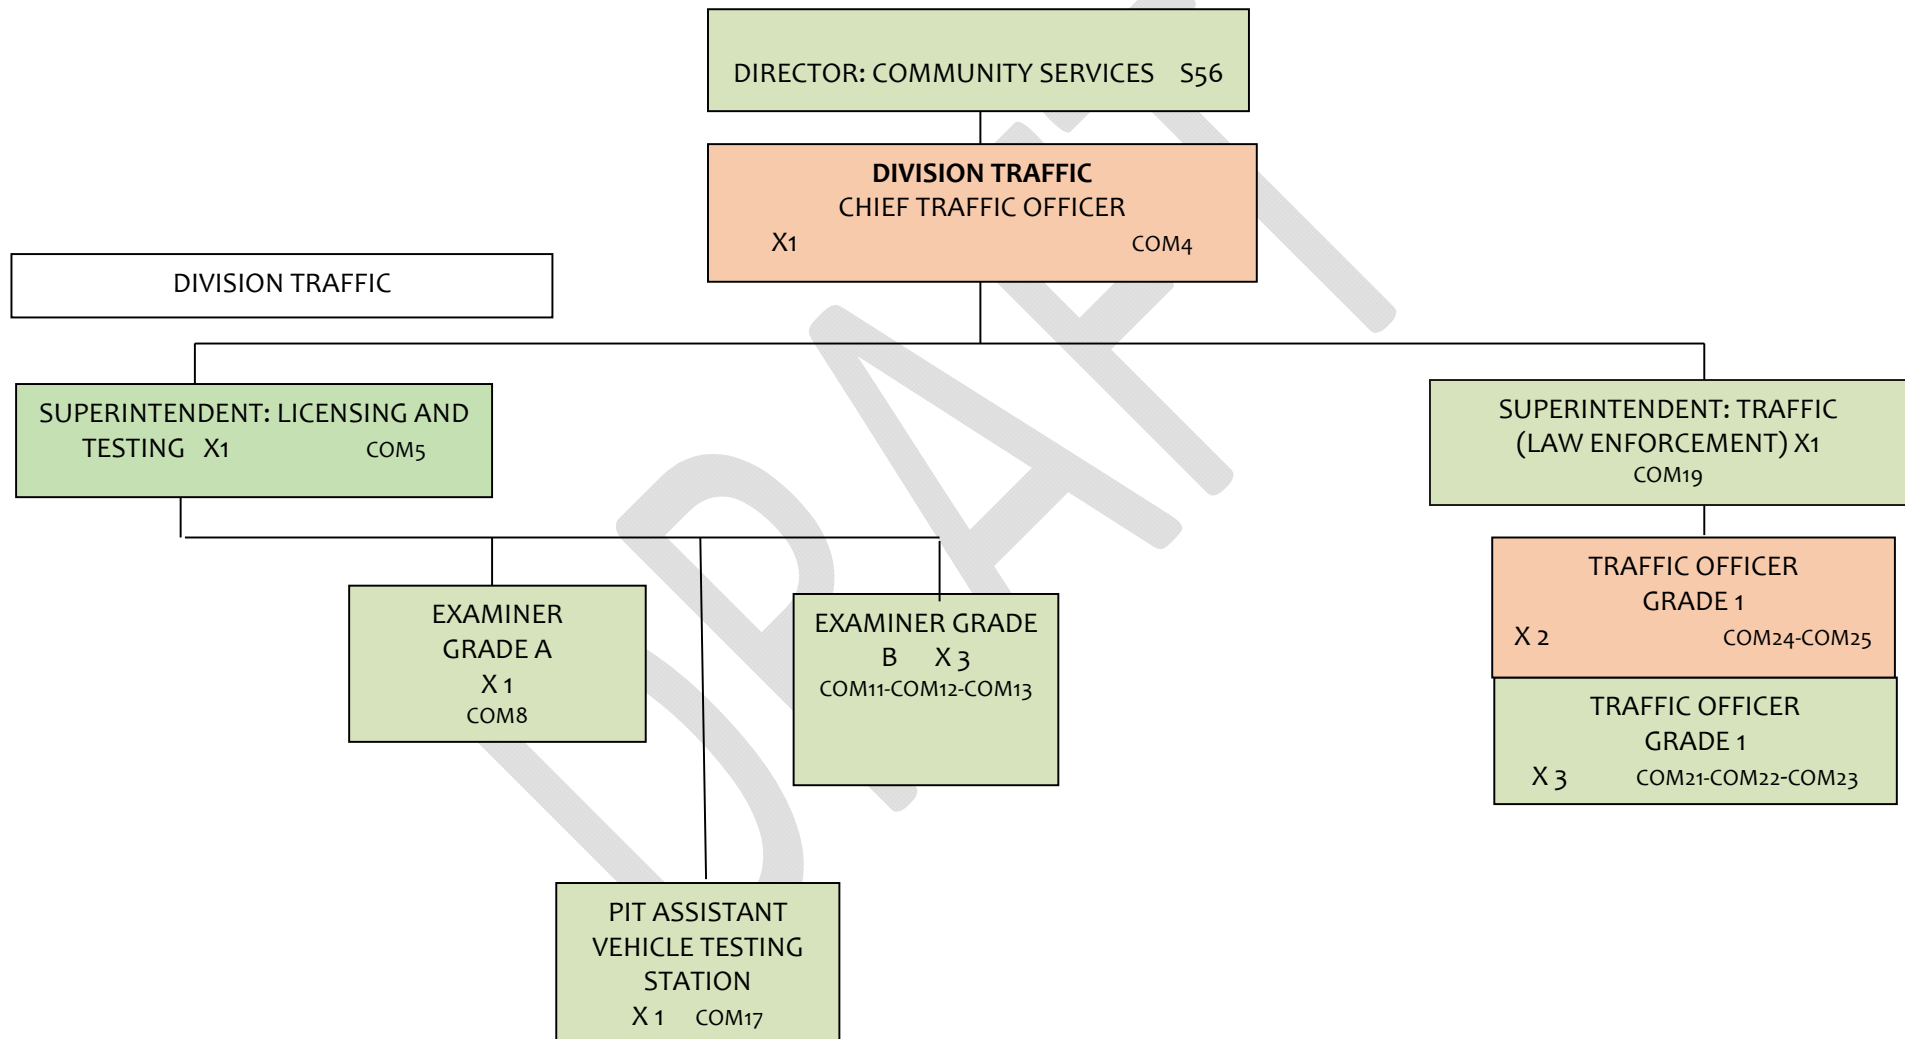 DIRECTOR: COMMUNITY SERVICES S56
DIVISION TRAFFIC
CHIEF TRAFFIC OFFICER
X1 COM4
DIVISION TRAFFIC
SUPERINTENDENT: LICENSING AND
TESTING X1 COM5
SUPERINTENDENT: TRAFFIC
(LAW ENFORCEMENT) X1
COM19
EXAMINER
GRADE A
X 1
COM8
EXAMINER GRADE
B X 3
COM11-COM12-COM13
TRAFFIC OFFICER
GRADE 1
X 2 COM24-COM25
TRAFFIC OFFICER
GRADE 1
X 3 COM21-COM22-COM23
PIT ASSISTANT
VEHICLE TESTING
STATION
X 1 COM17
DRAFT